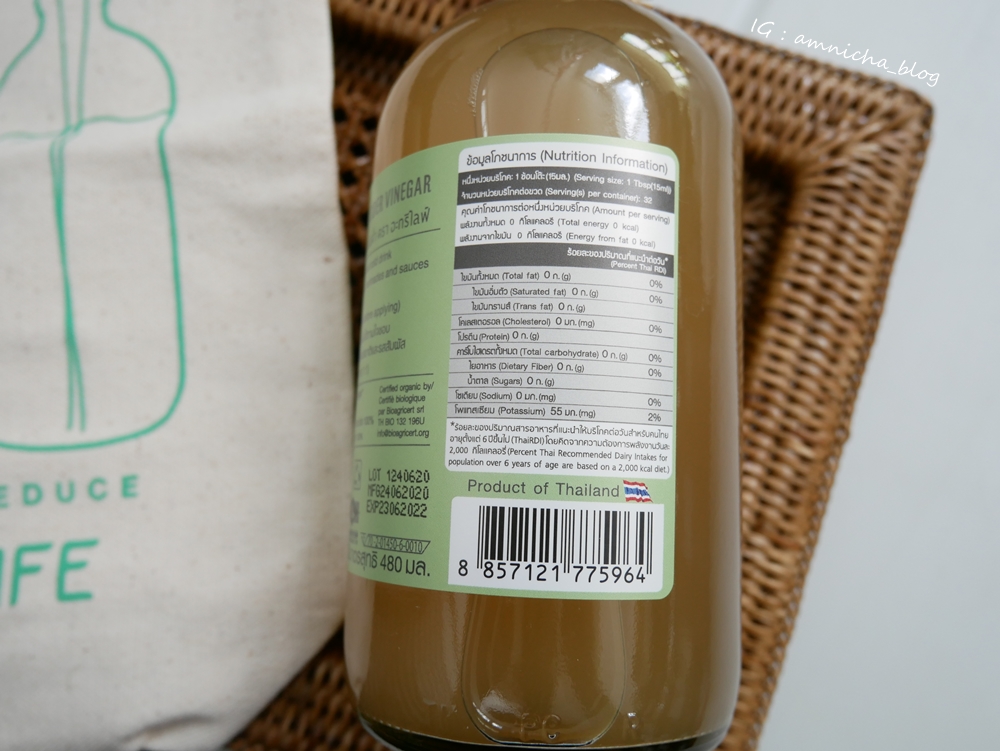 IG : amnicha_blog
EDUCE
IFE
VINEGAR
ตรา อะกรีไลฟ์
drink
and sauces
applying)
Certified organic by/
Certifié biologique
par Bioagricert srl
TH BIO 132 196U
info@bioagricert.org
LOT 1240620
MFG24062020
EXP23062022
480 มล.
ข้อมูลโภชนาการ (Nutrition Information)
หนึ่งหน่วยบริโภค: 1 ช้อนโต๊ะ(15มล.) (Serving size: 1 Tbsp(15ml))
จำนวนหน่วยบริโภคต่อขวด (Serving(s) per container): 32
คุณค่าโภชนาการต่อหนึ่งหน่วยบริโภค (Amount per serving)
พลังงานทั้งหมด 0 กิโลแคลอรี่ (Total energy 0 kcal)
พลังงานจากไขมัน 0 กิโลแคลอรี่ (Energy from fat 0 kcal)
ร้อยละของปริมาณที่แนะนำต่อวัน*
(Percent Thai RDI)
ไขมันทั้งหมด (Total fat) 0 ก. (g) 0%
ไขมันอิ่มตัว (Saturated fat) 0 ก. (g) 0%
ไขมันทรานส์ (Trans fat) 0 ก. (g)
โคเลสเตอรอล (Cholesterol) 0 มก. (mg) 0%
โปรตีน (Protein) 0 ก. (g)
คาร์โบไฮเดรตทั้งหมด (Total carbohydrate) 0 ก. (g) 0%
ใยอาหาร (Dietary Fiber) 0 ก. (g) 0%
น้ำตาล (Sugars) 0 ก. (g)
โซเดียม (Sodium) 0 มก. (mg) 0%
โพแทสเซียม (Potassium) 55 มก. (mg) 2%
*ร้อยละของปริมาณสารอาหารที่แนะนำให้บริโภคต่อวันสำหรับคนไทย
อายุตั้งแต่ 6 ปีขึ้นไป (ThaiRDI) โดยคิดจากความต้องการพลังงานวันละ
2,000 กิโลแคลอรี่ (Percent Thai Recommended Dairy Intakes for
population over 6 years of age are based on a 2,000 kcal diet.)
Product of Thailand
8 857121 775964